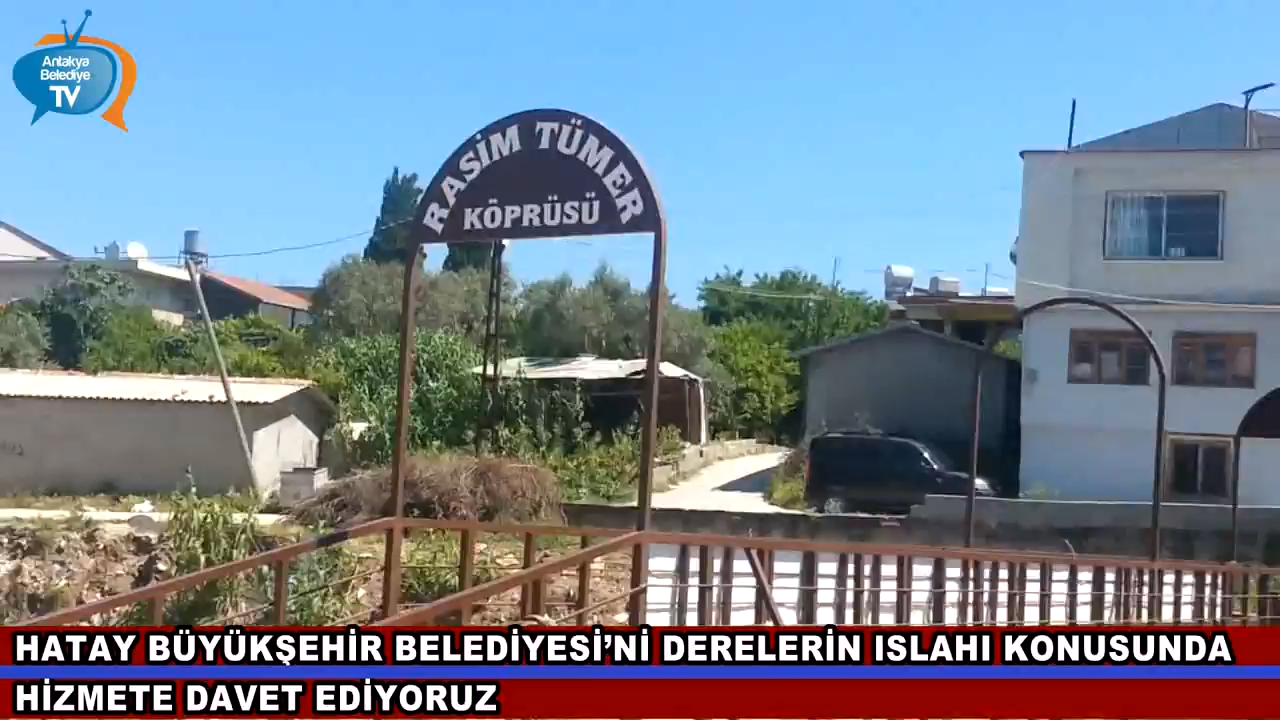 Antakya
Belediye
TV
RASİM TÜMER
KÖPRÜSÜ
HATAY BÜYÜKŞEHİR BELEDİYESİ'Nİ DERELERİN ISLAHI KONUSUNDA
HİZMETE DAVET EDİYORUZ